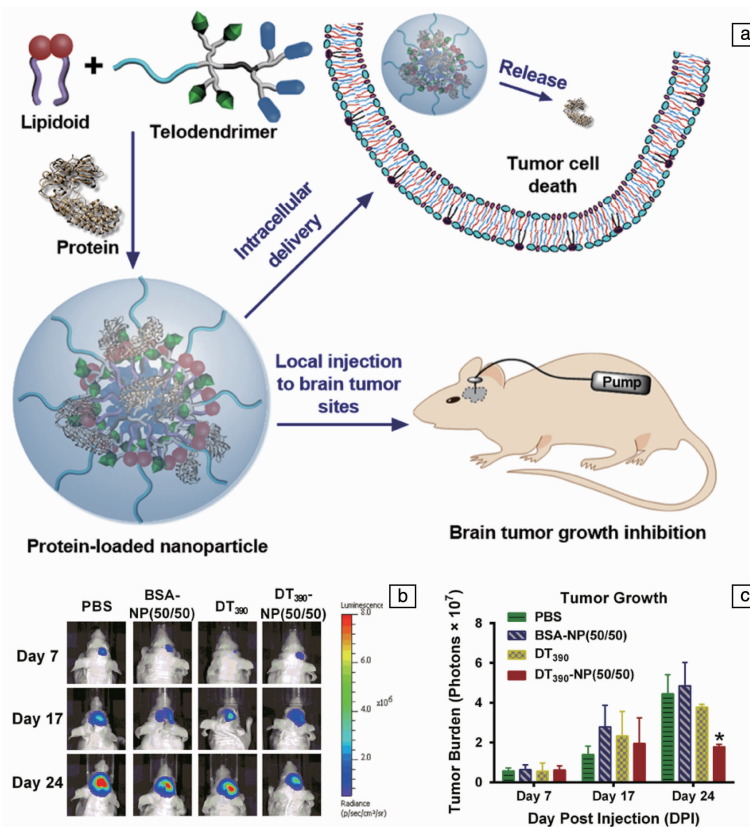 a
Lipidoid
+
Telodendrimer
Protein
Release
Tumor cell
death
Intracellular
delivery
Local injection
to brain tumor
sites
Pump
Protein-loaded nanoparticle
Brain tumor growth inhibition
b
PBS
BSA-
NP(50/50)
DT390
DT390-
NP(50/50)
Day 7
Day 17
Day 24
Luminescence
8.0
6.0
4.0
x10⁶
2.0
Radiance
(p/sec/cm²/sr)
c
Tumor Growth
Tumor Burden (Photons × 10⁷)
8
6
4
2
0
PBS
BSA-NP(50/50)
DT390
DT390-NP(50/50)
*
Day 7
Day 17
Day 24
Day Post Injection (DPI)